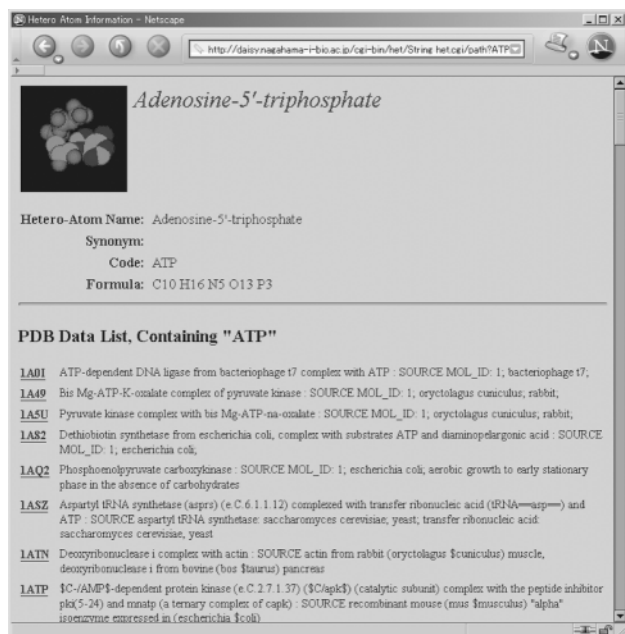 Hetero Atom Information - Netscape
http://daisy.nagahama-i-bio.ac.jp/cgi-bin/het/String het.cgi/path?ATP
N
Adenosine-5'-triphosphate
Hetero-Atom Name: Adenosine-5'-triphosphate
Synonym:
Code: ATP
Formula: C10 H16 N5 O13 P3
PDB Data List, Containing "ATP"
1A0I ATP-dependent DNA ligase from bacteriophage t7 complex with ATP : SOURCE MOL_ID: 1; bacteriophage t7;
1A49 Bis Mg-ATP-K-oxalate complex of pyruvate kinase : SOURCE MOL_ID: 1; oryctolagus cuniculus; rabbit;
1A5U Pyruvate kinase complex with bis Mg-ATP-na-oxalate : SOURCE MOL_ID: 1; oryctolagus cuniculus; rabbit;
1A82 Dethiobiotin synthetase from escherichia coli, complex with substrates ATP and diaminopelargonic acid : SOURCE
MOL_ID: 1; escherichia coli;
1AQ2 Phosphoenolpyruvate carboxykinase : SOURCE MOL_ID: 1; escherichia coli; aerobic growth to early stationary
phase in the absence of carbohydrates
1ASZ Aspartyl tRNA synthetase (asprs) (e.C.6.1.1.12) complexed with transfer ribonucleic acid (tRNA==asp==) and
ATP : SOURCE aspartyl tRNA synthetase: saccharomyces cerevisiae; yeast; transfer ribonucleic acid:
saccharomyces cerevisiae, yeast
1ATN Deoxyribonuclease i complex with actin : SOURCE actin from rabbit (oryctolagus $cuniculus) muscle,
deoxyribonuclease i from bovine (bos $taurus) pancreas
1ATP $C-/AMP$-dependent protein kinase (e.C.2.7.1.37) ($C/apk$) (catalytic subunit) complex with the peptide inhibitor
pki(5-24) and mnatp (a ternary complex of capk) : SOURCE recombinant mouse (mus $musculus) "alpha"
isoenzyme expressed in (escherichia $coli)